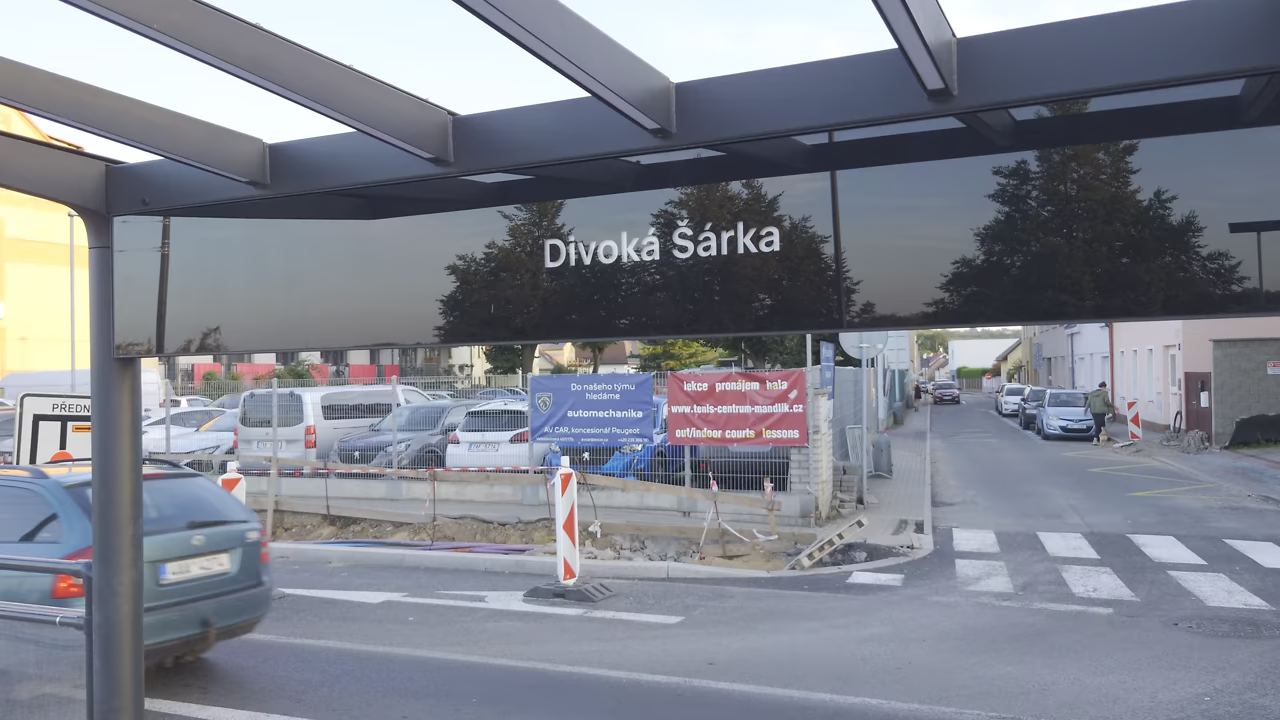 Divoká Šárka
PŘEDN
Do našeho týmu
hledáme
automechanika
AV CAR, koncesionář Peugeot
lekce pronájem hala
www.tenis-centrum-mandlik.cz
out/indoor courts lessons